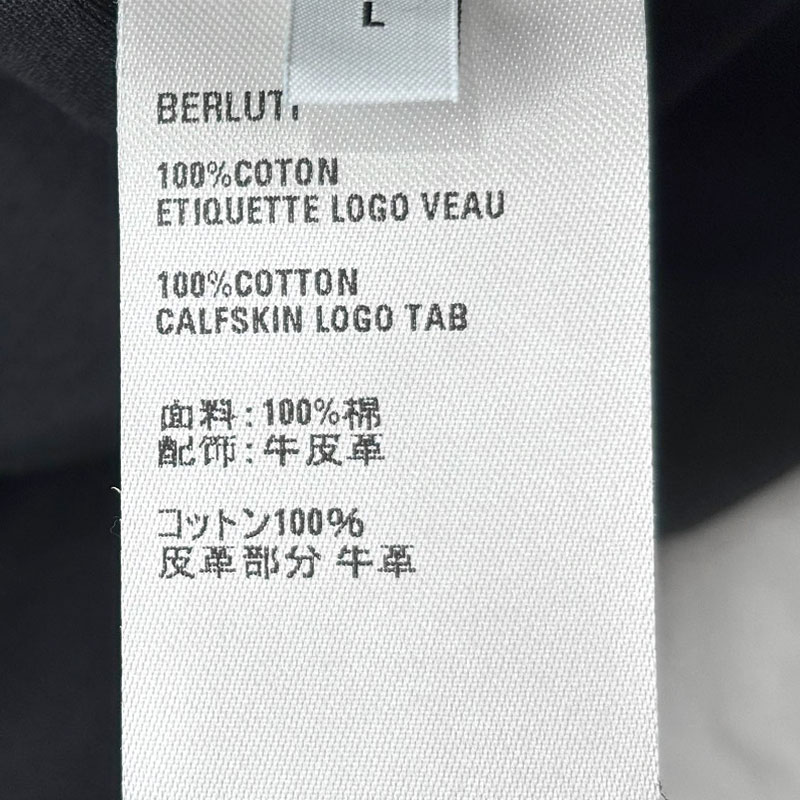 L
BERLUTI
100%COTON
ETIQUETTE LOGO VEAU
100%COTTON
CALFSKIN LOGO TAB
面料:100%棉
配饰:牛皮革
コットン100%
皮革部分 牛革